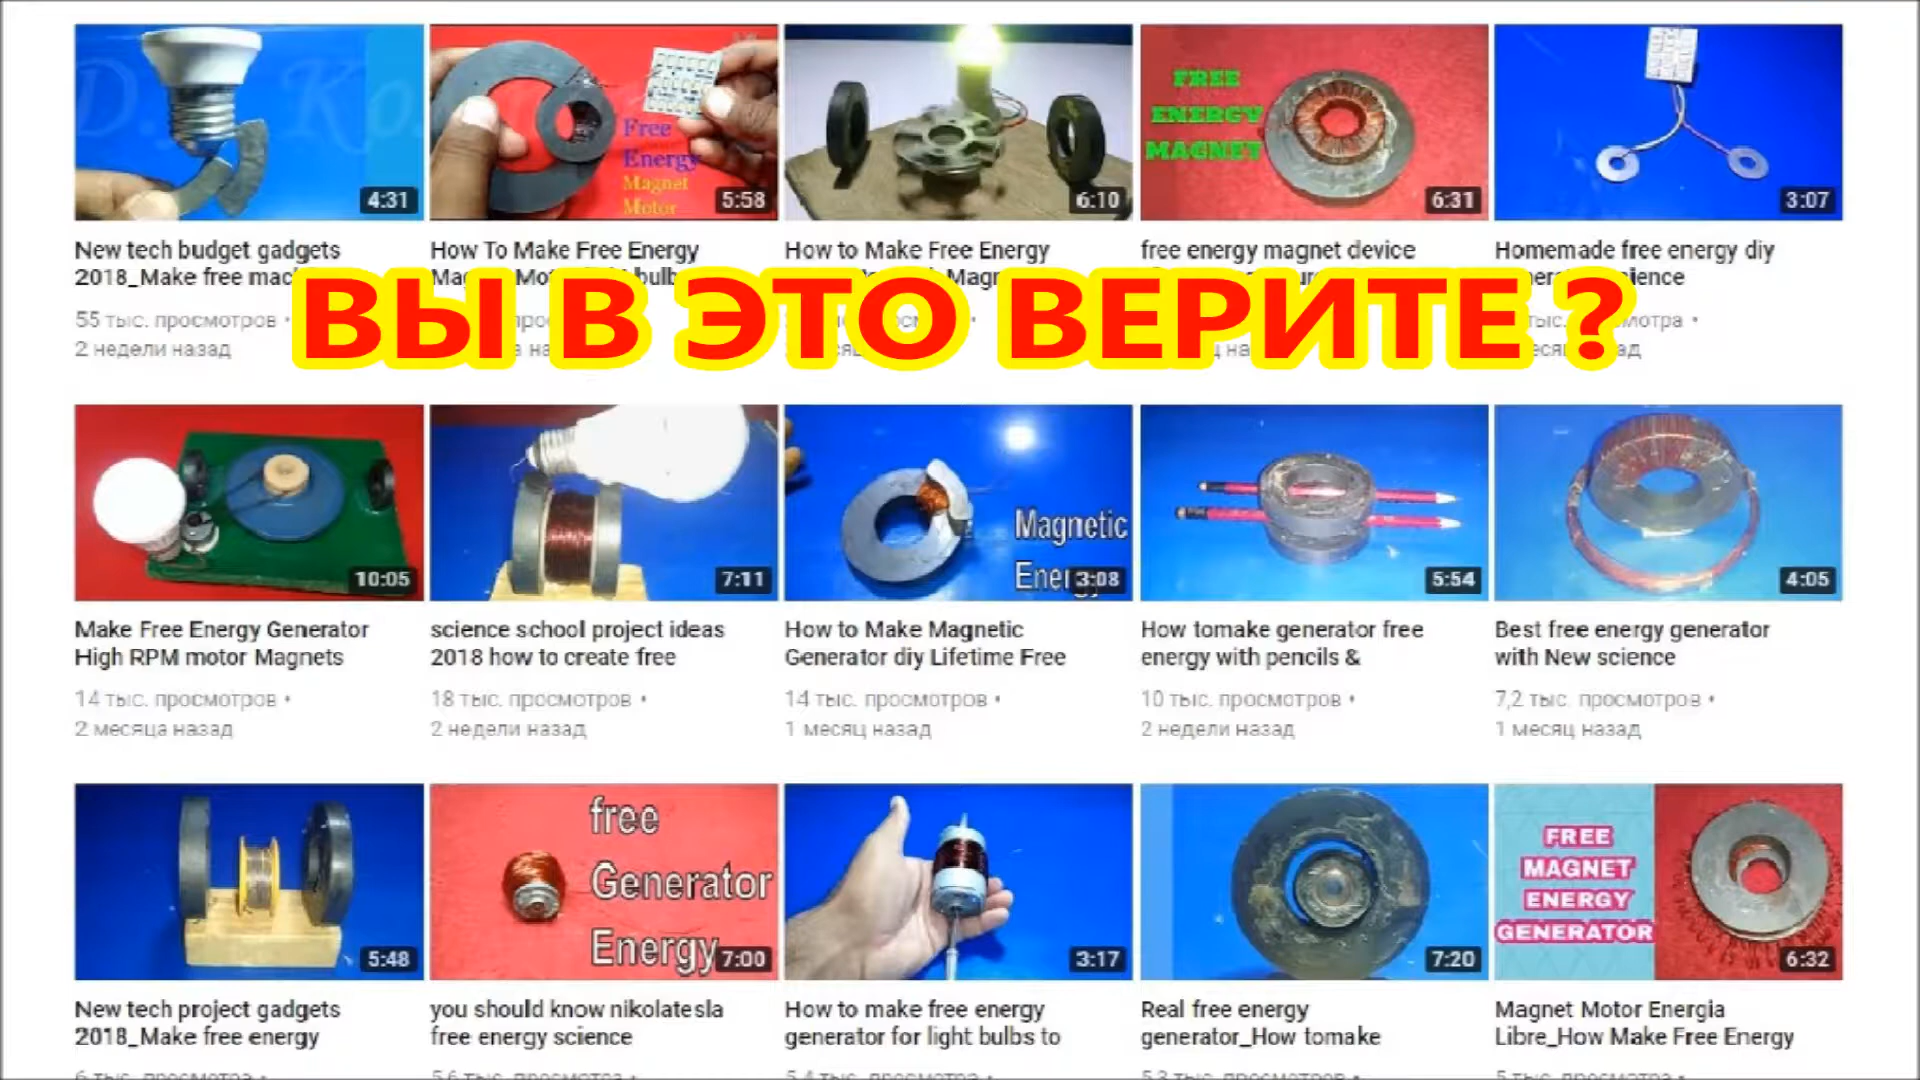 4:31
Free
Energy
Magnet
Motor
5:58
6:10
FREE
ENERGY
MAGNET
6:31
3:07
New tech budget gadgets
2018_Make free
55 тыс. просмотров •
2 недели назад
How To Make Free Energy
bulb
How to Make Free Energy
free energy magnet device
Homemade free energy diy
ВЫ В ЭТО ВЕРИТЕ ?
10:05
7:11
Magnetic
3:08
5:54
4:05
Make Free Energy Generator
High RPM motor Magnets
14 тыс. просмотров •
2 месяца назад
science school project ideas
2018 how to create free
18 тыс. просмотров •
2 недели назад
How to Make Magnetic
Generator diy Lifetime Free
14 тыс. просмотров •
1 месяц назад
How tomake generator free
energy with pencils &
10 тыс. просмотров •
2 недели назад
Best free energy generator
with New science
7,2 тыс. просмотров •
1 месяц назад
5:48
free
Generator
Energy
7:00
3:17
7:20
FREE
MAGNET
ENERGY
GENERATOR
6:32
New tech project gadgets
2018_Make free energy
you should know nikolatesla
free energy science
How to make free energy
generator for light bulbs to
Real free energy
generator_How tomake
Magnet Motor Energia
Libre_How Make Free Energy